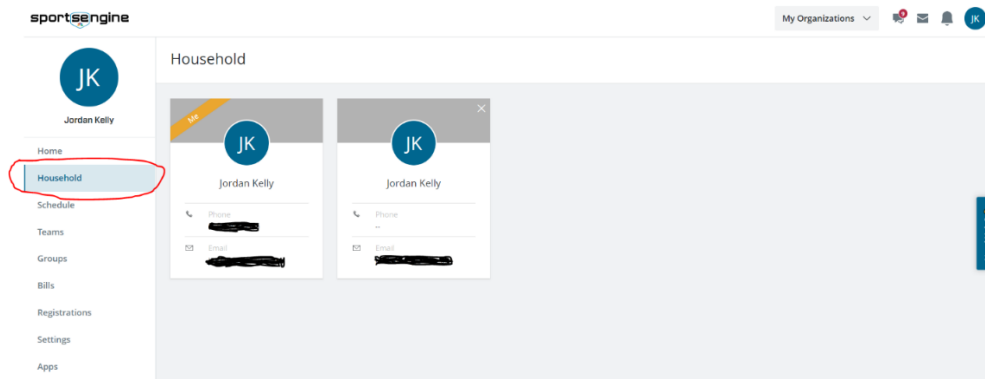 sportsengine
My Organizations
9
JK
JK
Jordan Kelly
Home
Household
Schedule
Teams
Groups
Bills
Registrations
Settings
Apps
Household
Me
JK
Jordan Kelly
Phone
Email
JK
Jordan Kelly
Phone
--
Email